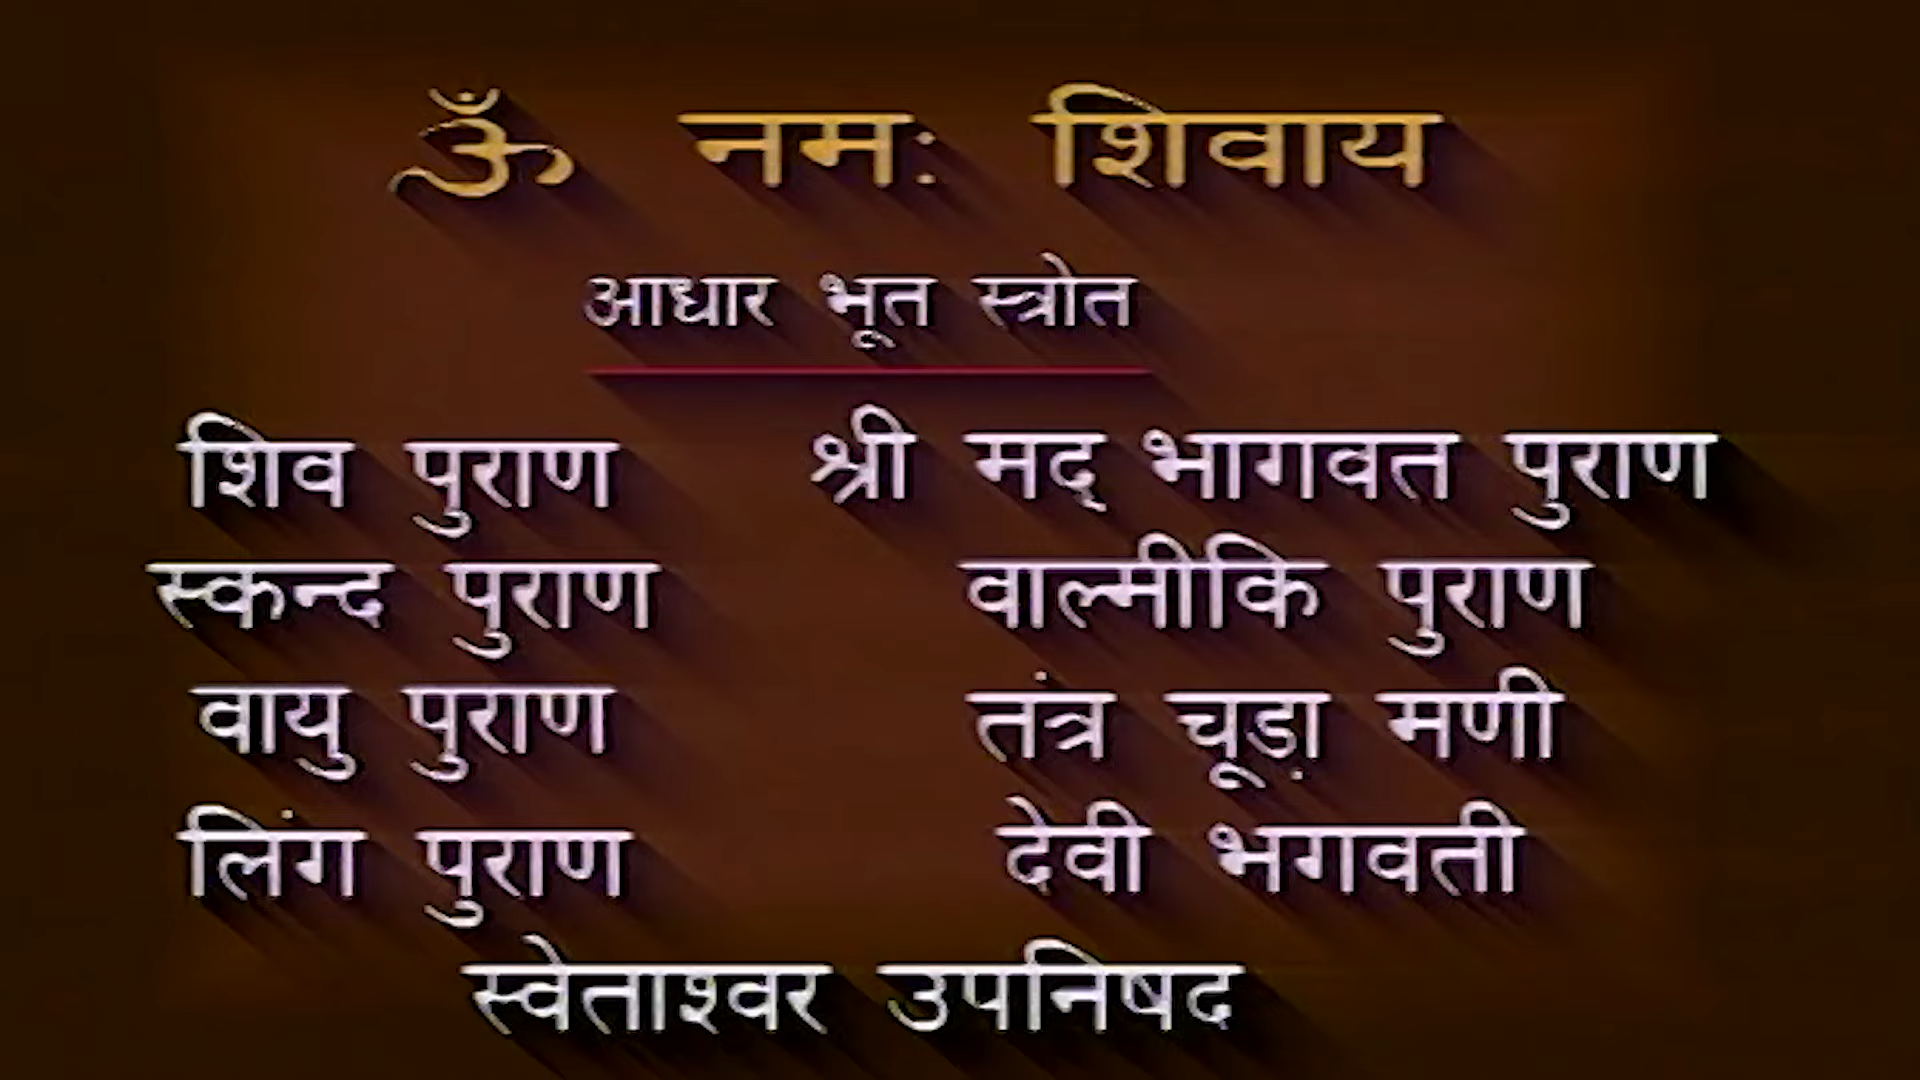 ॐ नमः शिवाय
आधार भूत स्त्रोत
शिव पुराण श्री मद् भागवत पुराण
स्कन्द पुराण वाल्मीकि पुराण
वायु पुराण तंत्र चूड़ा मणी
लिंग पुराण देवी भगवती
स्वेताश्वर उपनिषद